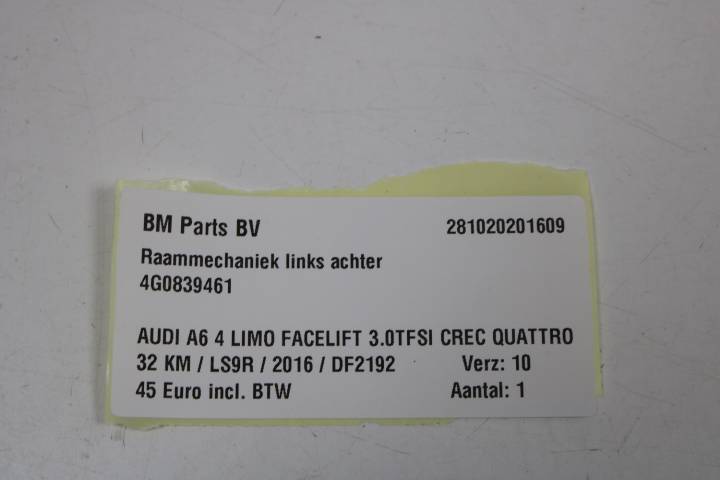 BM Parts BV 281020201609
Raammechaniek links achter
4G0839461
AUDI A6 4 LIMO FACELIFT 3.0TFSI CREC QUATTRO
32 KM / LS9R / 2016 / DF2192 Verz: 10
45 Euro incl. BTW Aantal: 1